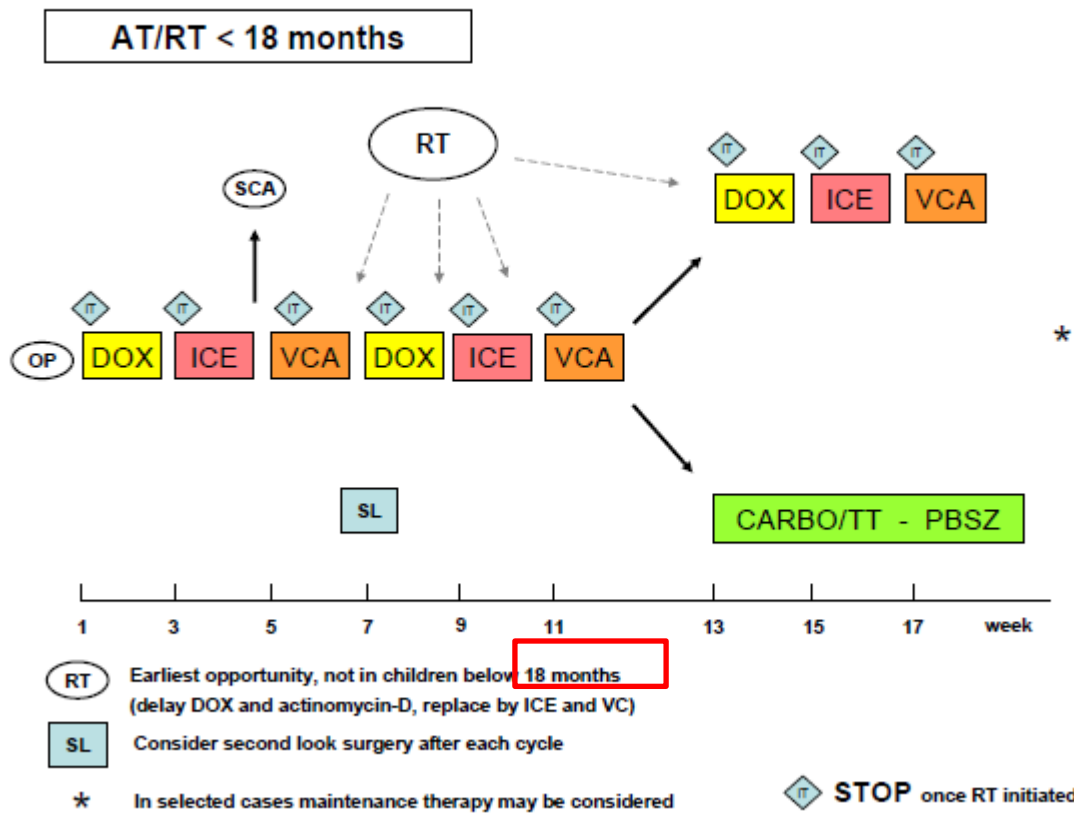 AT/RT < 18 months
RT
IT IT IT
SCA
DOX ICE VCA
IT IT IT IT IT IT
OP DOX ICE VCA DOX ICE VCA
*
SL
CARBO/TT - PBSZ
1 3 5 7 9 11 13 15 17 week
RT Earliest opportunity, not in children below 18 months
(delay DOX and actinomycin-D, replace by ICE and VC)
SL Consider second look surgery after each cycle
* In selected cases maintenance therapy may be considered
IT STOP once RT initiated